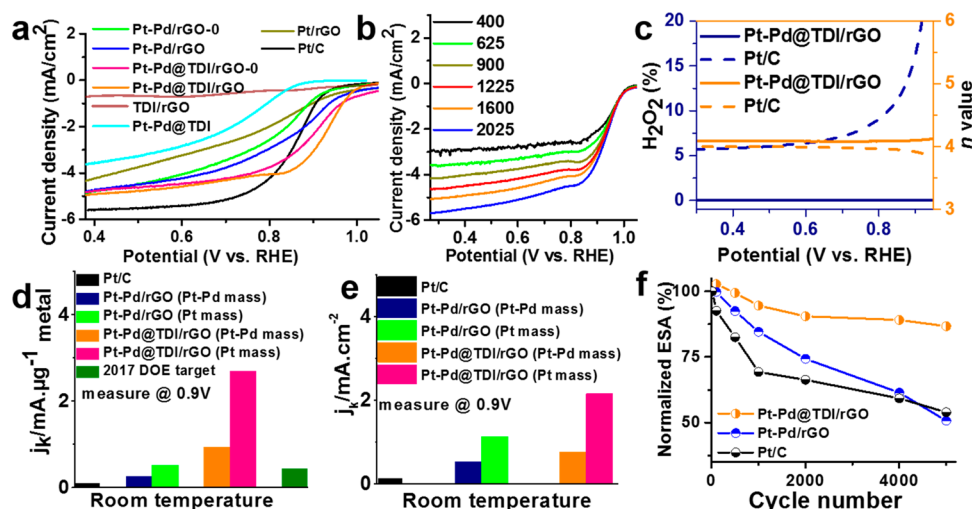 a
Pt-Pd/rGO-0
Pt-Pd/rGO
Pt-Pd@TDI/rGO-0
Pt-Pd@TDI/rGO
TDI/rGO
Pt-Pd@TDI
Pt/rGO
Pt/C
Current density (mA/cm²)
2
0
-2
-4
-6
0.4 0.6 0.8 1.0
Potential (V vs. RHE)
b
400
625
900
1225
1600
2025
Current density (mA/cm²)
4
2
0
-2
-4
-6
0.4 0.6 0.8 1.0
Potential (V vs. RHE)
c
Pt-Pd@TDI/rGO
Pt/C
Pt-Pd@TDI/rGO
Pt/C
H₂O₂ (%)
20
15
10
5
0
n value
6
5
4
3
2
1
0.4 0.6 0.8
Potential (V vs. RHE)
d
Pt/C
Pt-Pd/rGO (Pt-Pd mass)
Pt-Pd/rGO (Pt mass)
Pt-Pd@TDI/rGO (Pt-Pd mass)
Pt-Pd@TDI/rGO (Pt mass)
2017 DOE target
measure @ 0.9V
jₖ/mA.µg⁻¹ metal
4
2
0
Room temperature
e
Pt/C
Pt-Pd/rGO (Pt-Pd mass)
Pt-Pd/rGO (Pt mass)
Pt-Pd@TDI/rGO (Pt-Pd mass)
Pt-Pd@TDI/rGO (Pt mass)
measure @ 0.9V
jₖ/mA.cm⁻²
4
2
0
Room temperature
f
Normalized ESA (%)
100
75
50
Pt-Pd@TDI/rGO
Pt-Pd/rGO
Pt/C
0 2000 4000
Cycle number